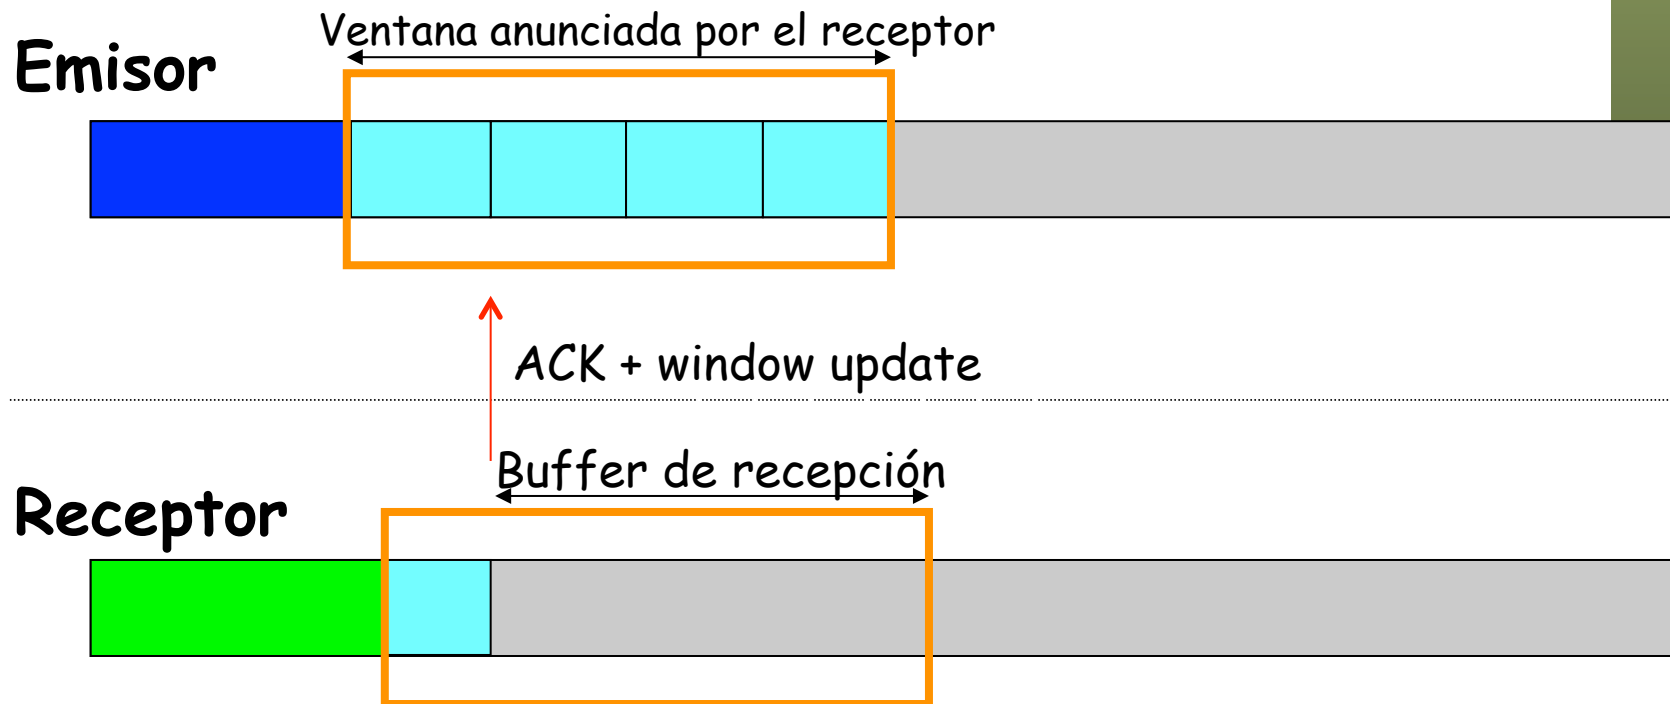 Ventana anunciada por el receptor
Emisor
ACK + window update
Buffer de recepción
Receptor